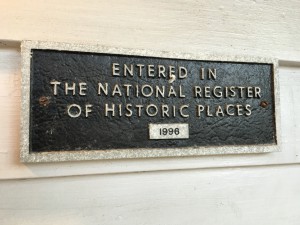 ENTERED IN
THE NATIONAL REGISTER
OF HISTORIC PLACES
1996